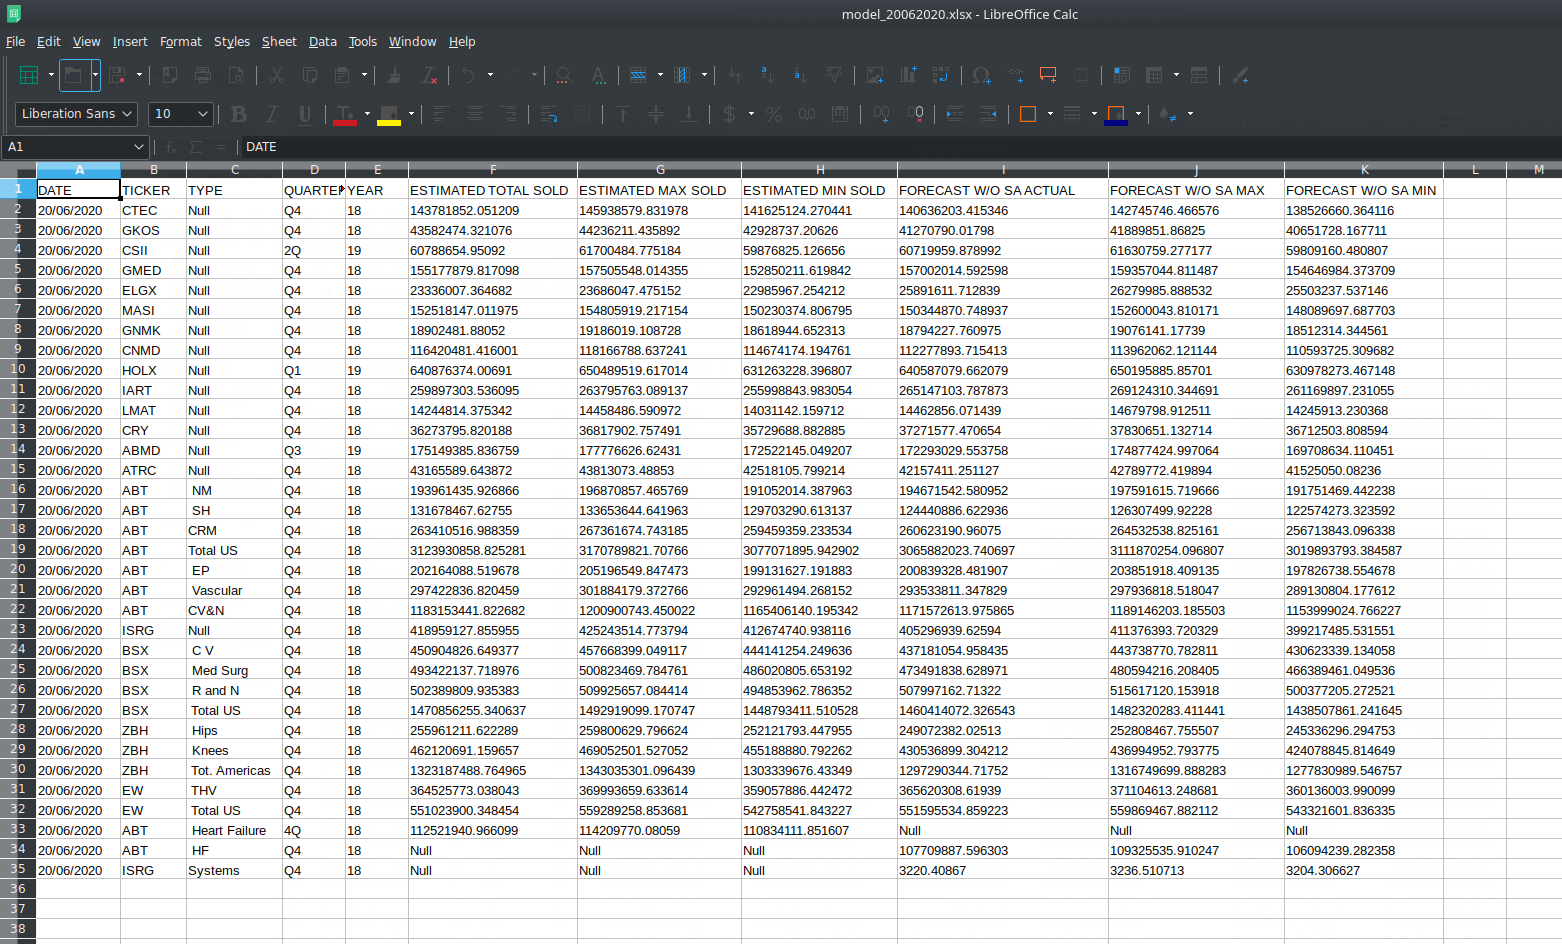 model_20062020.xlsx - LibreOffice Calc
File Edit View Insert Format Styles Sheet Data Tools Window Help
Liberation Sans 10
A1 DATE
A B C D E F G H I J K L M
1 DATE TICKER TYPE QUARTER YEAR ESTIMATED TOTAL SOLD ESTIMATED MAX SOLD ESTIMATED MIN SOLD FORECAST W/O SA ACTUAL FORECAST W/O SA MAX FORECAST W/O SA MIN
2 20/06/2020 CTEC Null Q4 18 143781852.051209 145938579.831978 141625124.270441 140636203.415346 142745746.466576 138526660.364116
3 20/06/2020 GKOS Null Q4 18 43582474.321076 44236211.435892 42928737.20626 41270790.01798 41889851.86825 40651728.167711
4 20/06/2020 CSII Null 2Q 19 60788654.95092 61700484.775184 59876825.126656 60719959.878992 61630759.277177 59809160.480807
5 20/06/2020 GMED Null Q4 18 155177879.817098 157505548.014355 152850211.619842 157002014.592598 159357044.811487 154646984.373709
6 20/06/2020 ELGX Null Q4 18 23336007.364682 23686047.475152 22985967.254212 25891611.712839 26279985.888532 25503237.537146
7 20/06/2020 MASI Null Q4 18 152518147.011975 154805919.217154 150230374.806795 150344870.748937 152600043.810171 148089697.687703
8 20/06/2020 GNMK Null Q4 18 18902481.88052 19186019.108728 18618944.652313 18794227.760975 19076141.17739 18512314.344561
9 20/06/2020 CNMD Null Q4 18 116420481.416001 118166788.637241 114674174.194761 112277893.715413 113962062.121144 110593725.309682
10 20/06/2020 HOLX Null Q1 19 640876374.00691 650489519.617014 631263228.396807 640587079.662079 650195885.85701 630978273.467148
11 20/06/2020 IART Null Q4 18 259897303.536095 263795763.089137 255998843.983054 265147103.787873 269124310.344691 261169897.231055
12 20/06/2020 LMAT Null Q4 18 14244814.375342 14458486.590972 14031142.159712 14462856.071439 14679798.912511 14245913.230368
13 20/06/2020 CRY Null Q4 18 36273795.820188 36817902.757491 35729688.882885 37271577.470654 37830651.132714 36712503.808594
14 20/06/2020 ABMD Null Q3 19 175149385.836759 177776626.62431 172522145.049207 172293029.553758 174877424.997064 169708634.110451
15 20/06/2020 ATRC Null Q4 18 43165589.643872 43813073.48853 42518105.799214 42157411.251127 42789772.419894 41525050.08236
16 20/06/2020 ABT NM Q4 18 193961435.926866 196870857.465769 191052014.387963 194671542.580952 197591615.719666 191751469.442238
17 20/06/2020 ABT SH Q4 18 131678467.62755 133653644.641963 129703290.613137 124440886.622936 126307499.92228 122574273.323592
18 20/06/2020 ABT CRM Q4 18 263410516.988359 267361674.743185 259459359.233534 260623190.96075 264532538.825161 256713843.096338
19 20/06/2020 ABT Total US Q4 18 3123930858.825281 3170789821.70766 3077071895.942902 3065882023.740697 3111870254.096807 3019893793.384587
20 20/06/2020 ABT EP Q4 18 202164088.519678 205196549.847473 199131627.191883 200839328.481907 203851918.409135 197826738.554678
21 20/06/2020 ABT Vascular Q4 18 297422836.820459 301884179.372766 292961494.268152 293533811.347829 297936818.518047 289130804.177612
22 20/06/2020 ABT CV&N Q4 18 1183153441.822682 1200900743.450022 1165406140.195342 1171572613.975865 1189146203.185503 1153999024.766227
23 20/06/2020 ISRG Null Q4 18 418959127.855955 425243514.773794 412674740.938116 405296939.62594 411376393.720329 399217485.531551
24 20/06/2020 BSX C V Q4 18 450904826.649377 457668399.049117 444141254.249636 437181054.958435 443738770.782811 430623339.134058
25 20/06/2020 BSX Med Surg Q4 18 493422137.718976 500823469.784761 486020805.653192 473491838.628971 480594216.208405 466389461.049536
26 20/06/2020 BSX R and N Q4 18 502389809.935383 509925657.084414 494853962.786352 507997162.71322 515617120.153918 500377205.272521
27 20/06/2020 BSX Total US Q4 18 1470856255.340637 1492919099.170747 1448793411.510528 1460414072.326543 1482320283.411441 1438507861.241645
28 20/06/2020 ZBH Hips Q4 18 255961211.622289 259800629.796624 252121793.447955 249072382.02513 252808467.755507 245336296.294753
29 20/06/2020 ZBH Knees Q4 18 462120691.159657 469052501.527052 455188880.792262 430536899.304212 436994952.793775 424078845.814649
30 20/06/2020 ZBH Tot. Americas Q4 18 1323187488.764965 1343035301.096439 1303339676.43349 1297290344.71752 1316749699.888283 1277830989.546757
31 20/06/2020 EW THV Q4 18 364525773.038043 369993659.633614 359057886.442472 365620308.61939 371104613.248681 360136003.990099
32 20/06/2020 EW Total US Q4 18 551023900.348454 559289258.853681 542758541.843227 551595534.859223 559869467.882112 543321601.836335
33 20/06/2020 ABT Heart Failure 4Q 18 112521940.966099 114209770.08059 110834111.851607 Null Null Null
34 20/06/2020 ABT HF Q4 18 Null Null Null 107709887.596303 109325535.910247 106094239.282358
35 20/06/2020 ISRG Systems Q4 18 Null Null Null 3220.40867 3236.510713 3204.306627
36
37
38